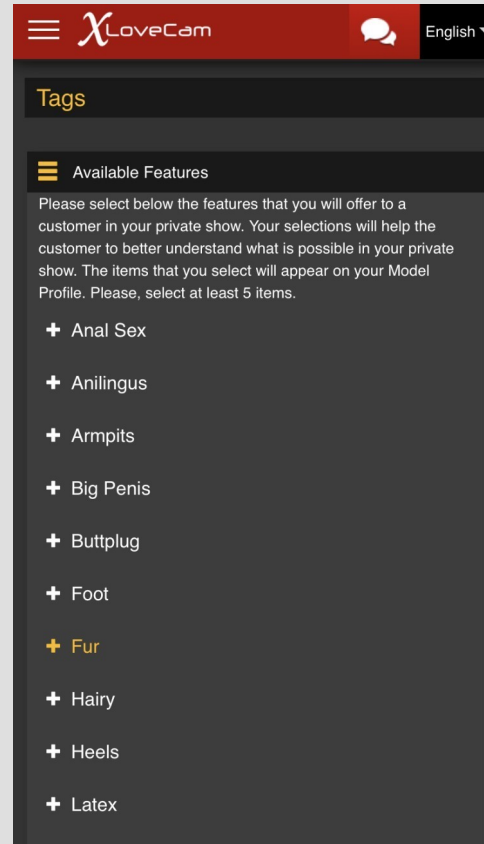 XLoveCam
English
Tags
Available Features
Please select below the features that you will offer to a
customer in your private show. Your selections will help the
customer to better understand what is possible in your private
show. The items that you select will appear on your Model
Profile. Please, select at least 5 items.
+ Anal Sex
+ Anilingus
+ Armpits
+ Big Penis
+ Buttplug
+ Foot
+ Fur
+ Hairy
+ Heels
+ Latex